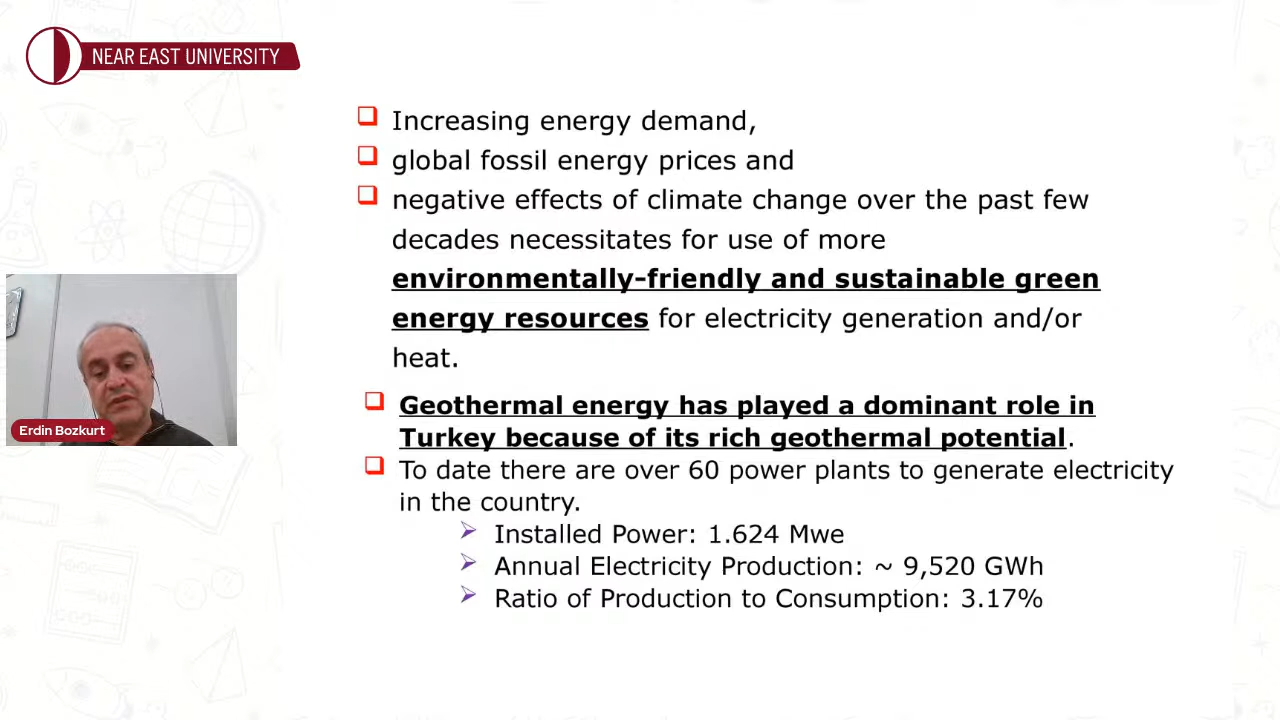 NEAR EAST UNIVERSITY
Increasing energy demand,
global fossil energy prices and
negative effects of climate change over the past few
decades necessitates for use of more
environmentally-friendly and sustainable green
energy resources for electricity generation and/or
heat.
Geothermal energy has played a dominant role in
Turkey because of its rich geothermal potential.
To date there are over 60 power plants to generate electricity
in the country.
Installed Power: 1.624 Mwe
Annual Electricity Production: ~ 9,520 GWh
Ratio of Production to Consumption: 3.17%
Erdin Bozkurt